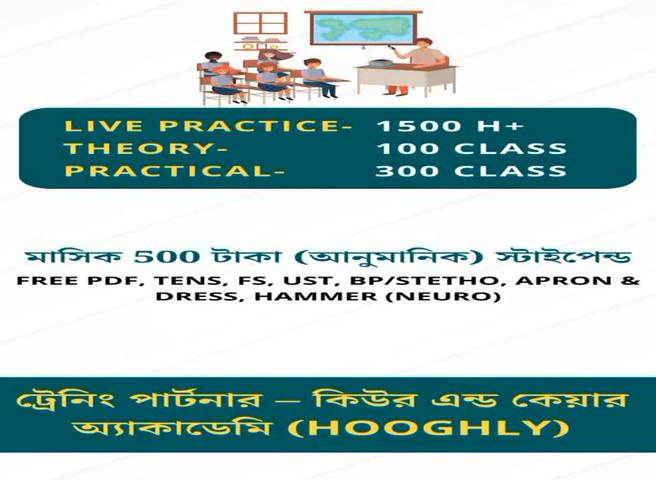 LIVE PRACTICE- 1500 H+
THEORY- 100 CLASS
PRACTICAL- 300 CLASS
মাসিক 500 টাকা (আনুমানিক) স্টাইপেন্ড
FREE PDF, TENS, FS, UST, BP/STETHO, APRON &
DRESS, HAMMER (NEURO)
ট্রেনিং পার্টনার – কিউর এন্ড কেয়ার
অ্যাকাডেমি (HOOGHLY)